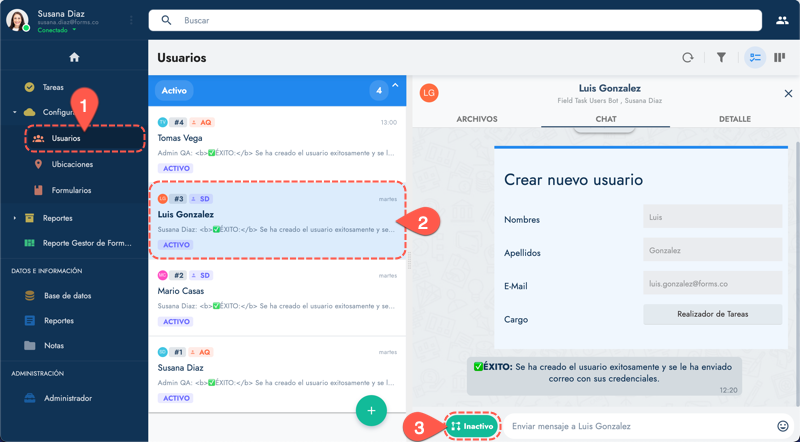 Susana Diaz
susana.diaz@forms.co
Conectado
Buscar
Tareas
Configur
1
Usuarios
Ubicaciones
Formularios
Reportes
Reporte Gestor de Form...
DATOS E INFORMACIÓN
Base de datos
Reportes
Notas
ADMINISTRACIÓN
Administrador
Usuarios
Activo
4
TV #4 AQ 13:00
Tomas Vega
Admin QA: <b>✅ÉXITO:</b> Se ha creado el usuario exitosamente y se l...
ACTIVO
LG #3 SD martes
Luis Gonzalez
Susana Diaz: <b>✅ÉXITO:</b> Se ha creado el usuario exitosamente y se...
ACTIVO
2
MC #2 SD martes
Mario Casas
Susana Diaz: <b>✅ÉXITO:</b> Se ha creado el usuario exitosamente y se...
ACTIVO
SD #1 AQ martes
Susana Diaz
Admin QA: <b>✅ÉXITO:</b> Se ha creado el usuario exitosamente y se l...
ACTIVO
+
LG
Luis Gonzalez
Field Task Users Bot , Susana Diaz
ARCHIVOS CHAT DETALLE
Crear nuevo usuario
Nombres Luis
Apellidos Gonzalez
E-Mail luis.gonzalez@forms.co
Cargo Realizador de Tareas
✅ÉXITO: Se ha creado el usuario exitosamente y se le ha enviado
correo con sus credenciales.
12:20
3
Inactivo
Enviar mensaje a Luis Gonzalez